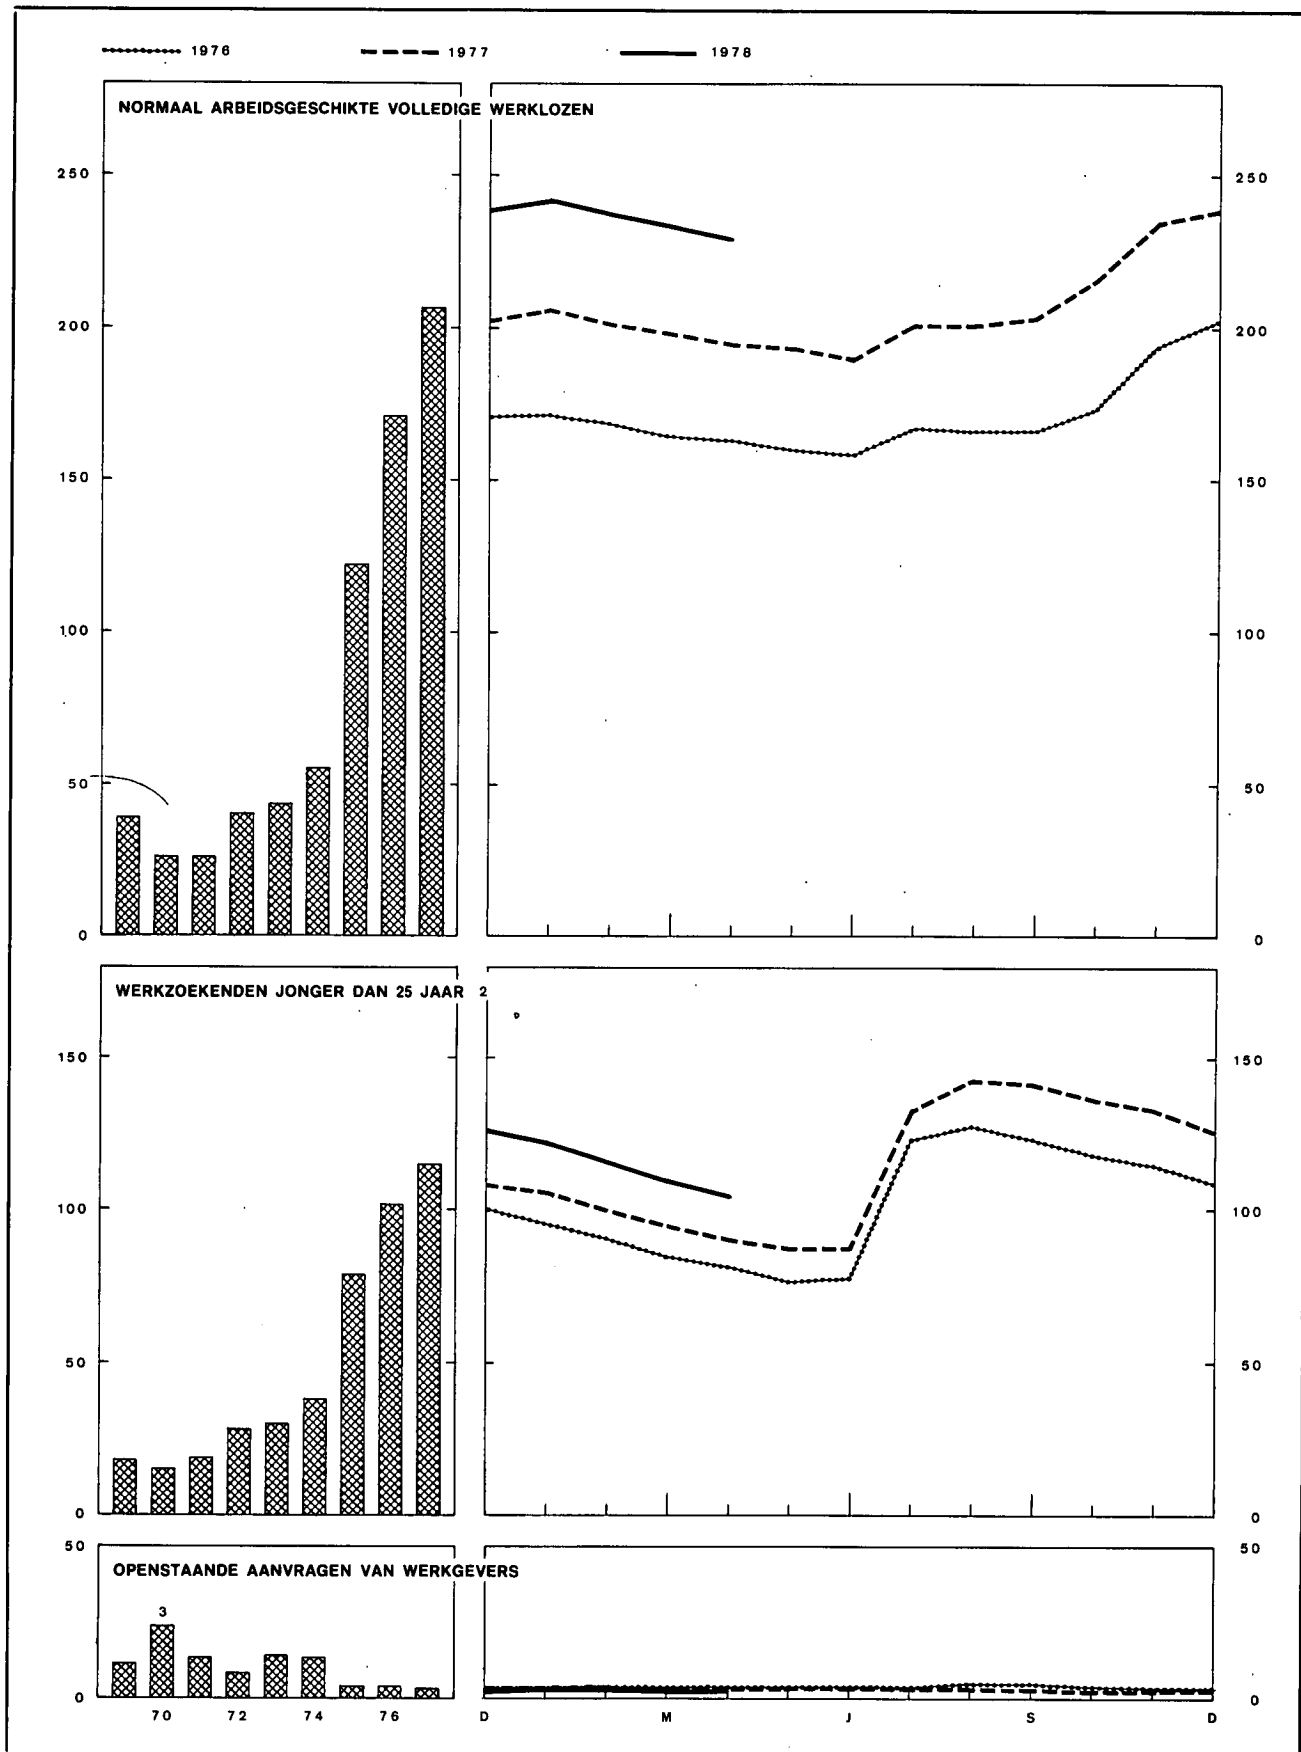 1976 1977 1978
NORMAAL ARBEIDSGESCHIKTE VOLLEDIGE WERKLOZEN
250 250
200 200
150 150
100 100
50 50
0 0
WERKZOEKENDEN JONGER DAN 25 JAAR 2
150 150
100 100
50 50
0 0
50 50
OPENSTAANDE AANVRAGEN VAN WERKGEVERS
3
0 0
70 72 74 76 D M J S D